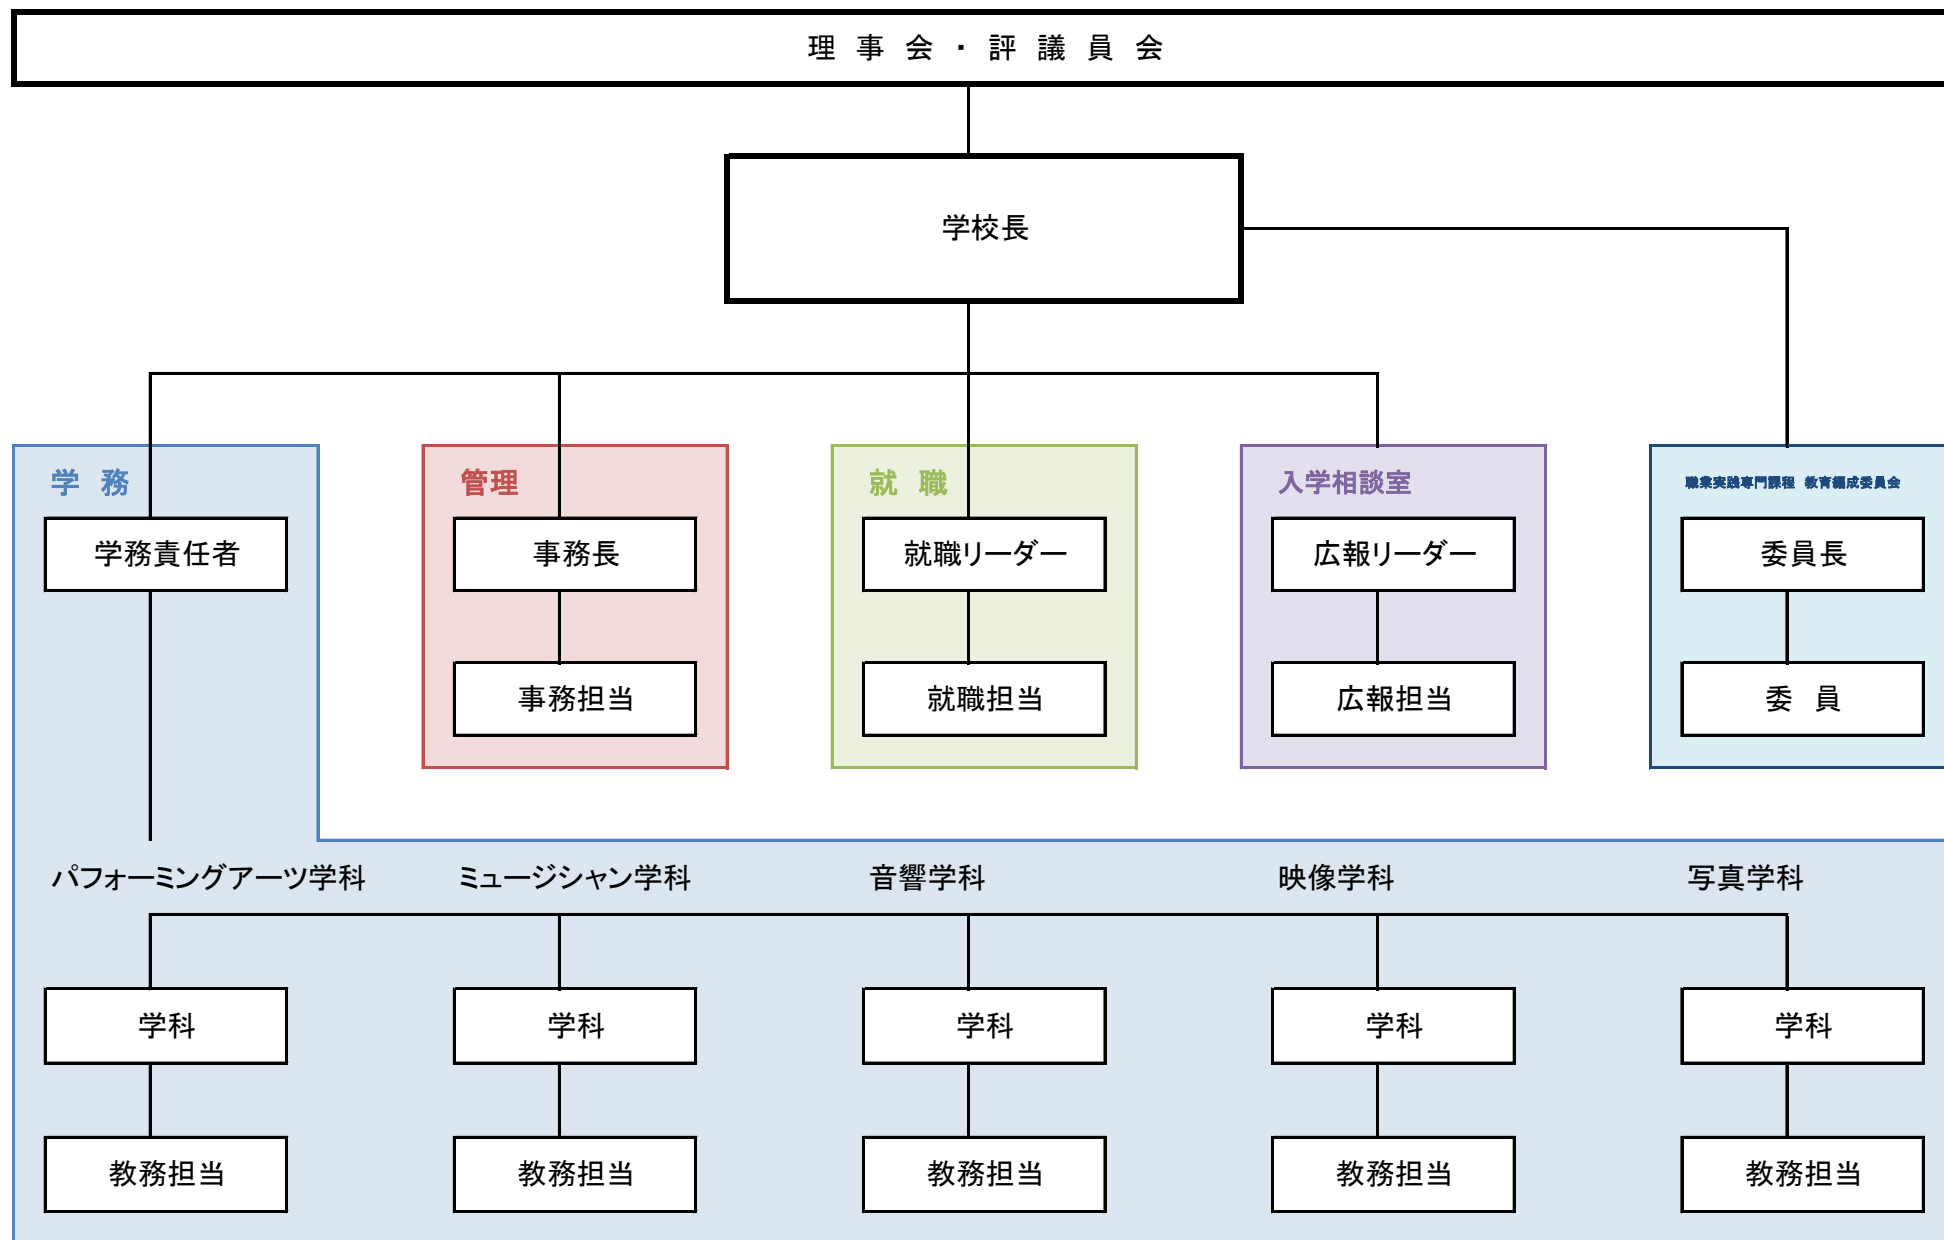 理 事 会 ・ 評 議 員 会
学校長
学 務
管理
就 職
入学相談室
職業実践専門課程 教育編成委員会
学務責任者
事務長
就職リーダー
広報リーダー
委員長
事務担当
就職担当
広報担当
委 員
パフォーミングアーツ学科
ミュージシャン学科
音響学科
映像学科
写真学科
学科
学科
学科
学科
学科
教務担当
教務担当
教務担当
教務担当
教務担当